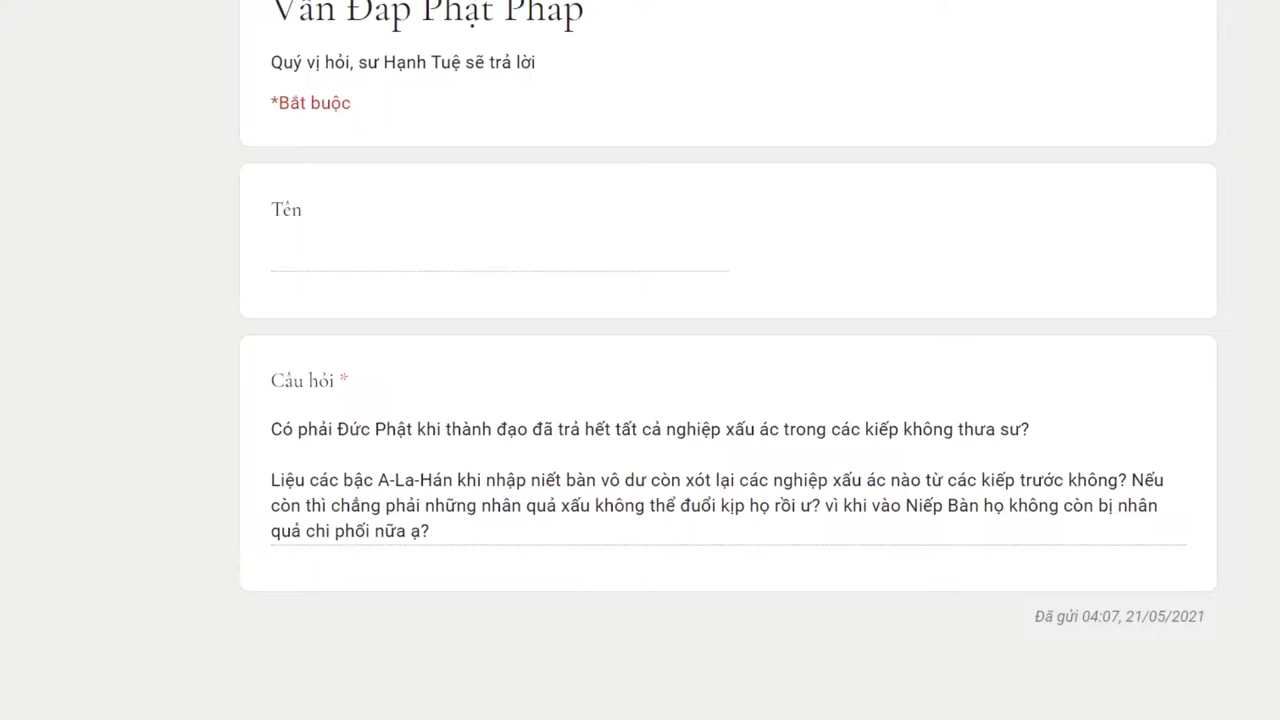 Vấn Đáp Phật Pháp
Quý vị hỏi, sư Hạnh Tuệ sẽ trả lời
*Bắt buộc
Tên
Câu hỏi *
Có phải Đức Phật khi thành đạo đã trả hết tất cả nghiệp xấu ác trong các kiếp không thưa sư?
Liệu các bậc A-La-Hán khi nhập niết bàn vô dư còn xót lại các nghiệp xấu ác nào từ các kiếp trước không? Nếu
còn thì chẳng phải những nhân quả xấu không thể đuổi kịp họ rồi ư? vì khi vào Niếp Bàn họ không còn bị nhân
quả chi phối nữa ạ?
Đã gửi 04:07, 21/05/2021